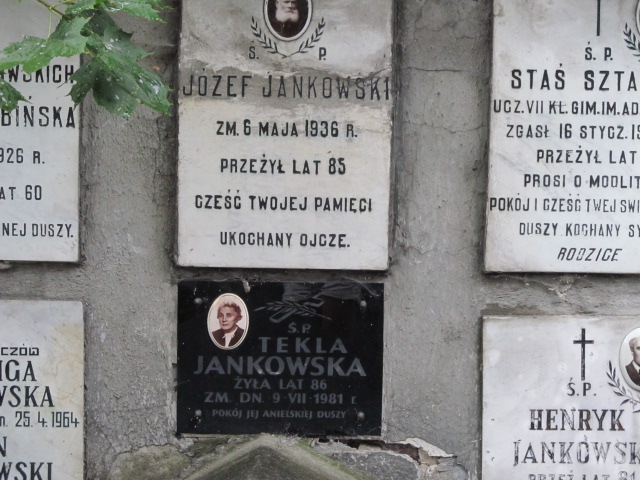 BIŃSKA
1926 R.
AT 60
NEJ DUSZY.
Ś. P.
JÓZEF JANKOWSKI
ZM. 6 MAJA 1936 R.
PRZEŻYŁ LAT 85
CZEŚĆ TWOJEJ PAMIĘCI
UKOCHANY OJCZE.
Ś. P.
STAŚ SZTA
UCZ. VII KL. GIM. IM. AD
ZGASŁ 16 STYCZ. 19
PRZEŻYŁ LAT
PROSI O MODLIT
POKÓJ I CZEŚĆ TWEJ ŚWI
DUSZY KOCHANY SY
RODZICE
IGA
WSKA
n. 25.4.1964
N
WSKI
Ś.P.
TEKLA
JANKOWSKA
ŻYŁA LAT 86
ZM. DN 9-VII-1981 r
POKÓJ JEJ ANIELSKIEJ DUSZY
Ś. P.
HENRYK
JANKOWSK